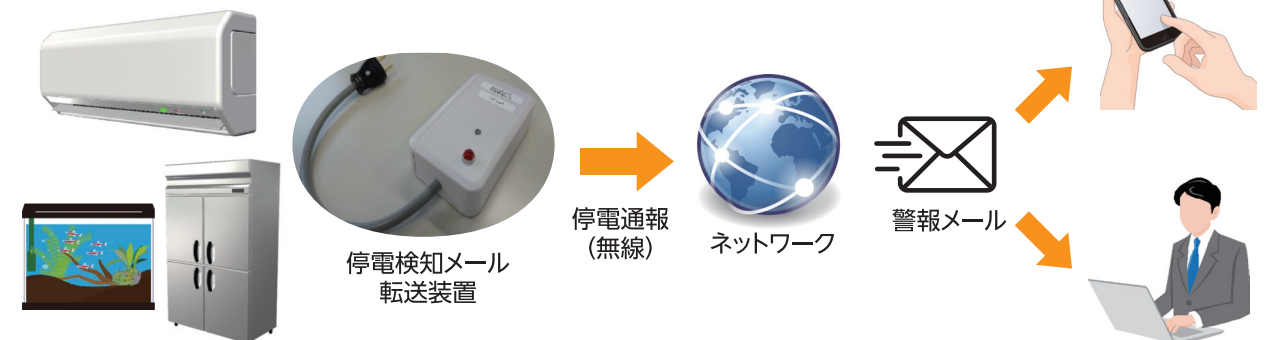 停電検知メール
転送装置
停電通報
(無線)
ネットワーク
警報メール